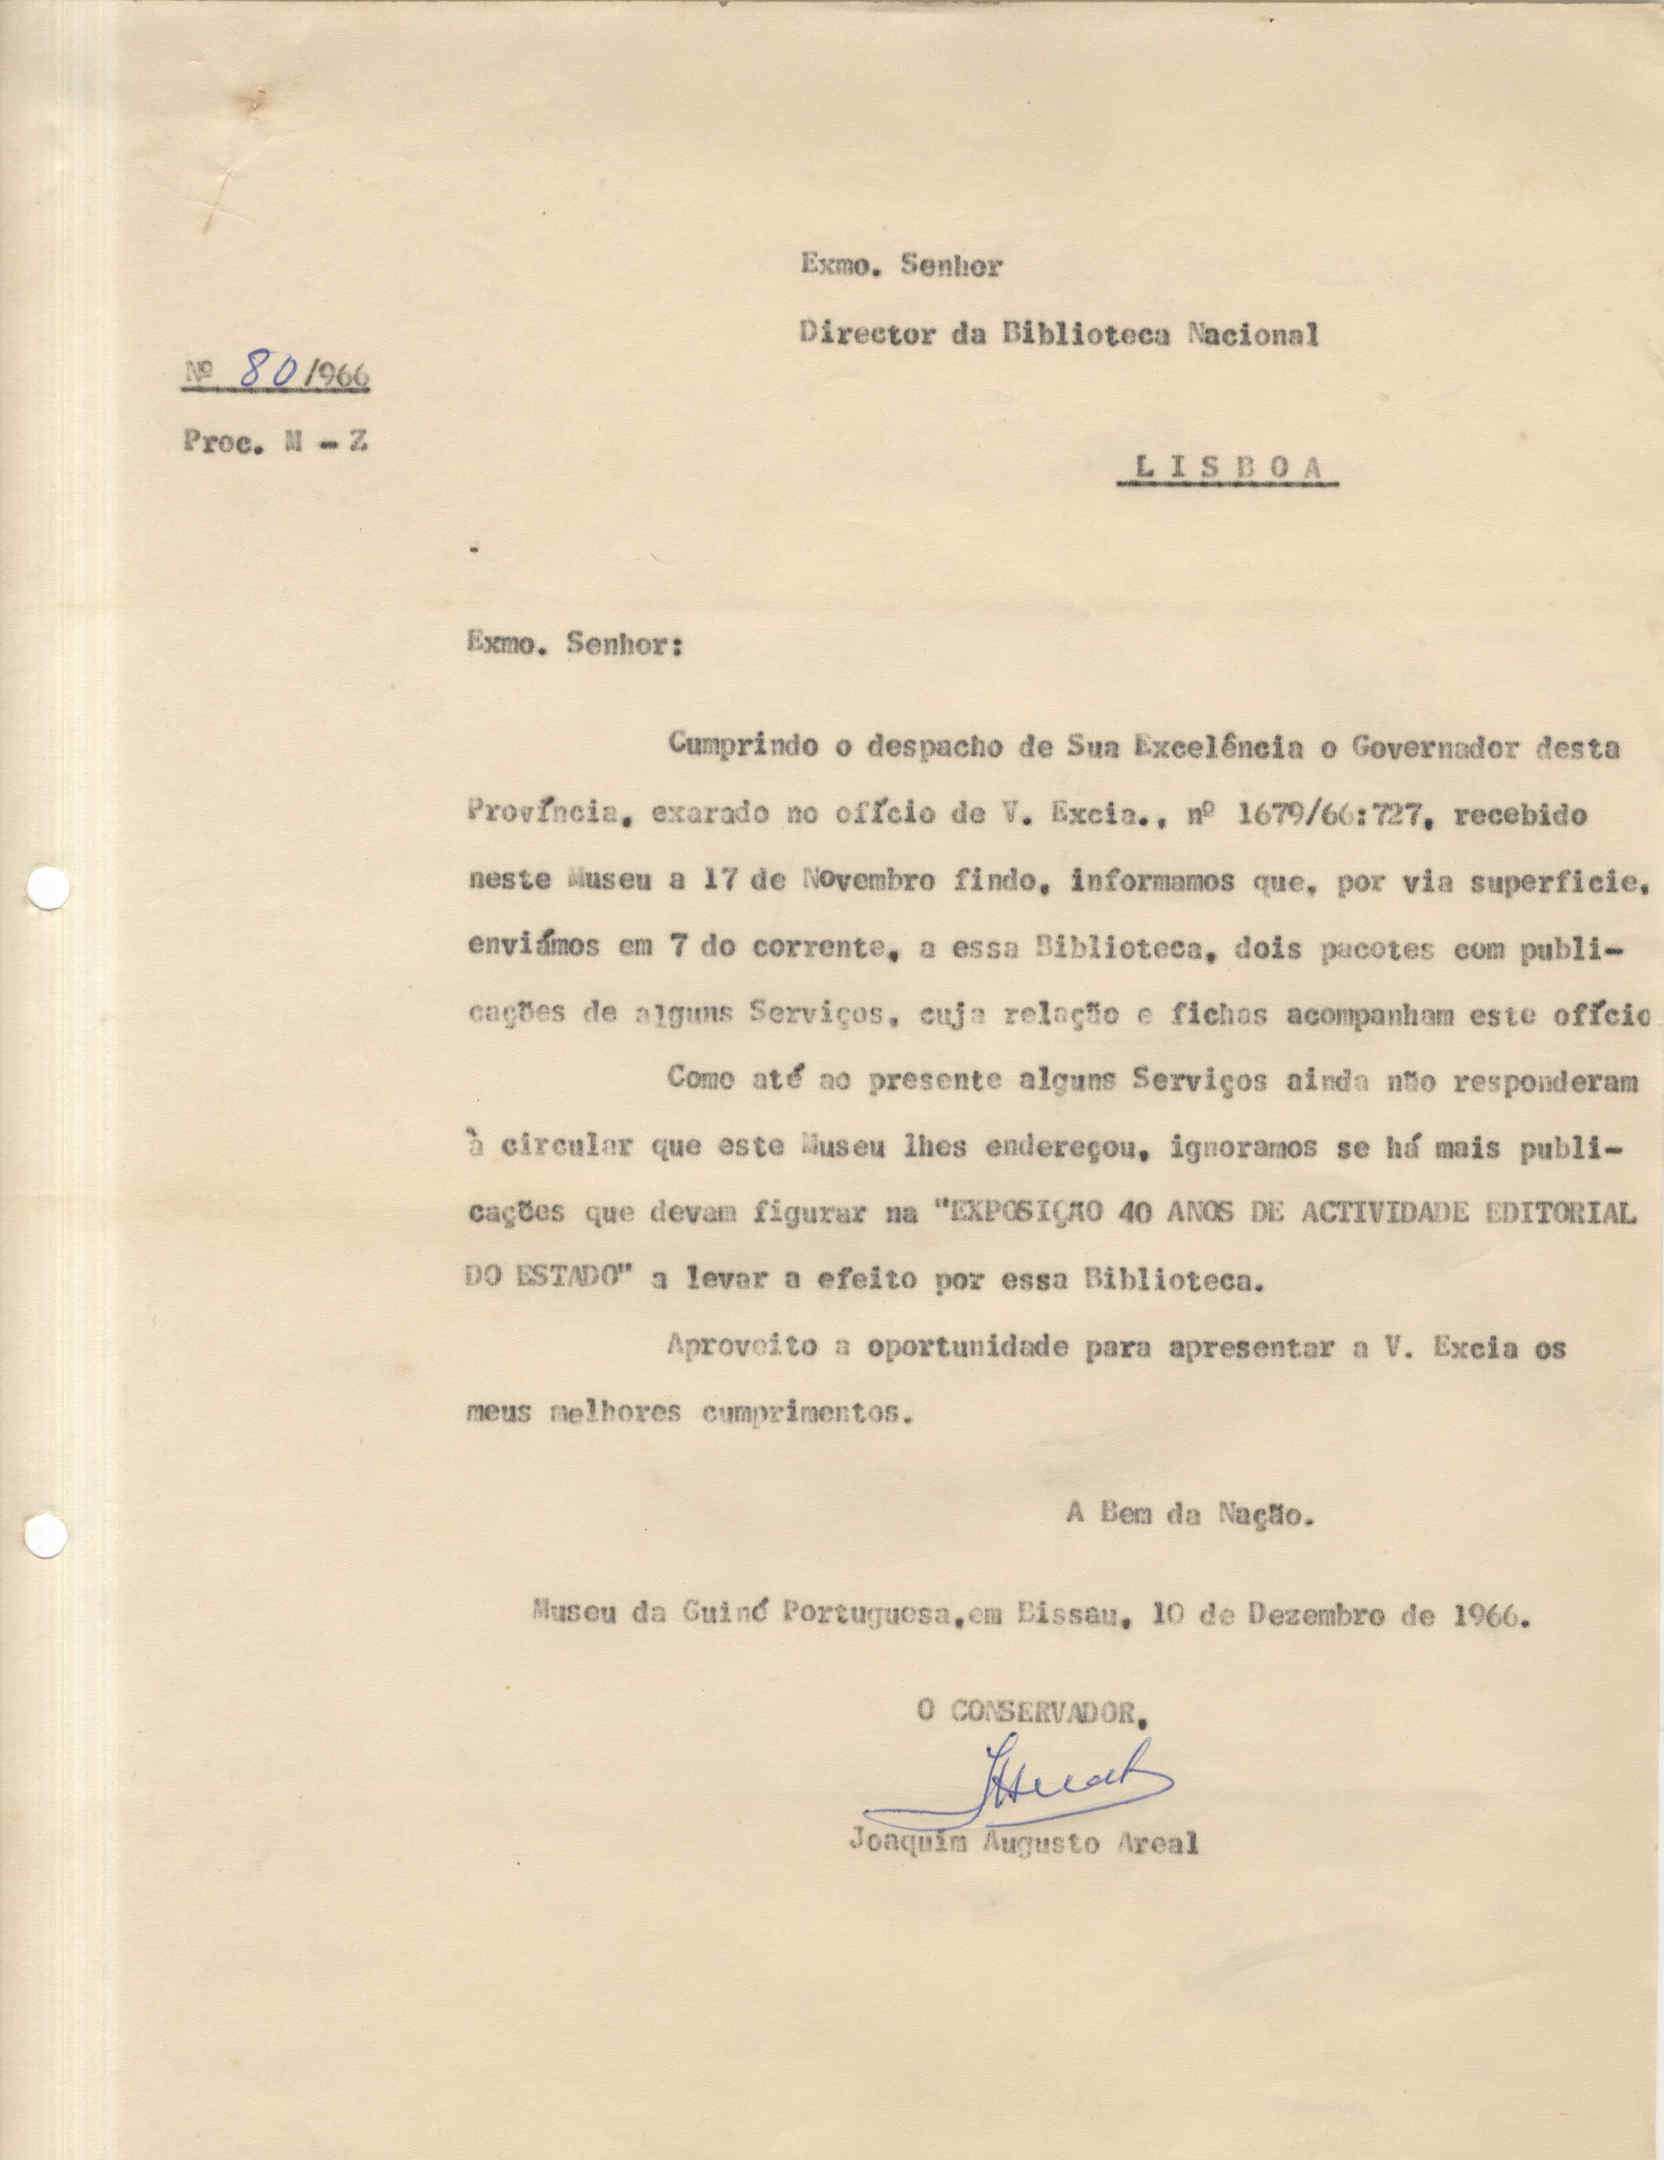 Exmo. Senhor
Director da Biblioteca Nacional
Nº 80/966
Proc. M - Z
L I S B O A
Exmo. Senhor:
Cumprindo o despacho de Sua Excelência o Governador desta
Província, exarado no ofício de V. Excia., nº 1679/66:727, recebido
neste Museu a 17 de Novembro findo, informamos que, por via superficie,
enviámos em 7 do corrente, a essa Biblioteca, dois pacotes com publi-
cações de alguns Serviços, cuja relação e fichas acompanham este ofício
Como até ao presente alguns Serviços ainda não responderam
à circular que este Museu lhes endereçou, ignoramos se há mais publi-
cações que devam figurar na "EXPOSIÇÃO 40 ANOS DE ACTIVIDADE EDITORIAL
DO ESTADO" a levar a efeito por essa Biblioteca.
Aproveito a oportunidade para apresentar a V. Excia os
meus melhores cumprimentos.
A Bem da Nação.
Museu da Guiné Portuguesa,em Bissau, 10 de Dezembro de 1966.
O CONSERVADOR,
Joaquim Augusto Areal